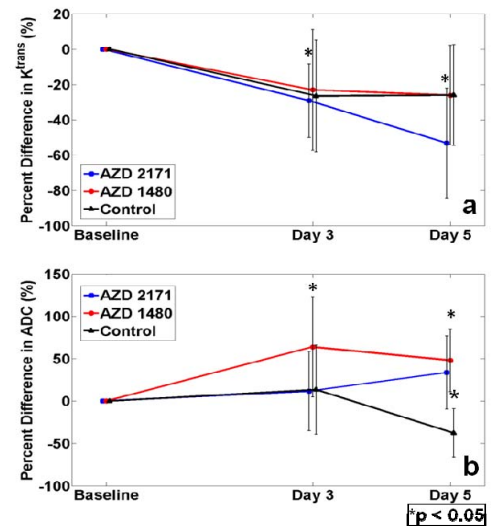 20
0
-20
-40
-60
-80
-100
Percent Difference in Ktrans (%)
*
*
AZD 2171
AZD 1480
Control
a
Baseline
Day 3
Day 5
150
100
50
0
-50
-100
Percent Difference in ADC (%)
AZD 2171
AZD 1480
Control
*
*
*
b
Baseline
Day 3
Day 5
*p < 0.05